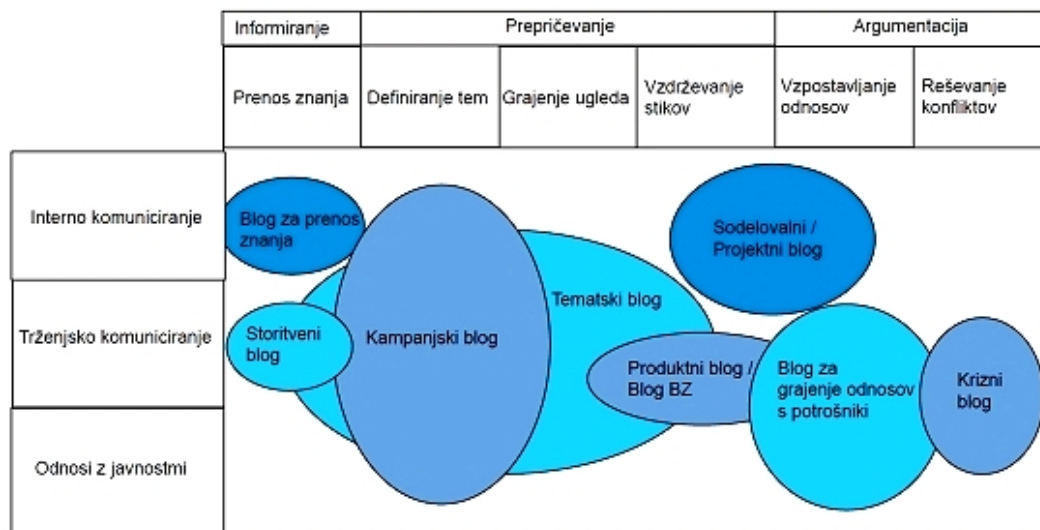 Informiranje
Prepričevanje
Argumentacija
Prenos znanja
Definiranje tem
Grajenje ugleda
Vzdrževanje
stikov
Vzpostavljanje
odnosov
Reševanje
konfliktov
Interno komuniciranje
Blog za prenos
znanja
Sodelovalni /
Projektni blog
Trženjsko komuniciranje
Storitveni
blog
Kampanjski blog
Tematski blog
Produktni blog /
Blog BZ
Blog za
grajenje odnosov
s potrošniki
Krizni
blog
Odnosi z javnostmi